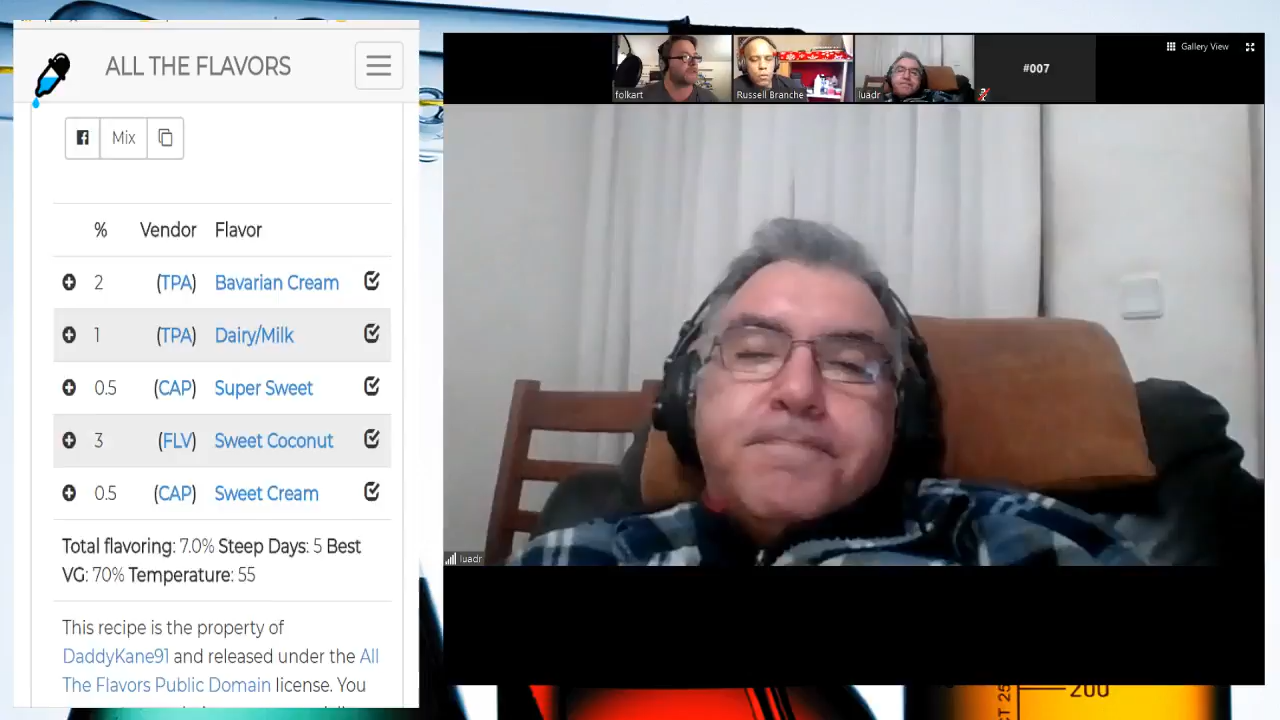 ALL THE FLAVORS
Mix
% Vendor Flavor
2 (TPA) Bavarian Cream
1 (TPA) Dairy/Milk
0.5 (CAP) Super Sweet
3 (FLV) Sweet Coconut
0.5 (CAP) Sweet Cream
Total flavoring: 7.0% Steep Days: 5 Best
VG: 70% Temperature: 55
This recipe is the property of
DaddyKane91 and released under the All
The Flavors Public Domain license. You
folkart
Russell Branche
luadr
#007
Gallery View
luadr
CT 25
200